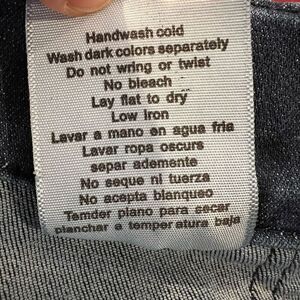 Handwash cold
Wash dark colors separately
Do not wring or twist
No bleach
Lay flat to dry
Low iron
Lavar a mano en agua fria
Lavar ropa oscurs
separ ademente
No seque ni tuerza
No acepta blanqueo
Temder plano para secar
planchar a temper atura baja